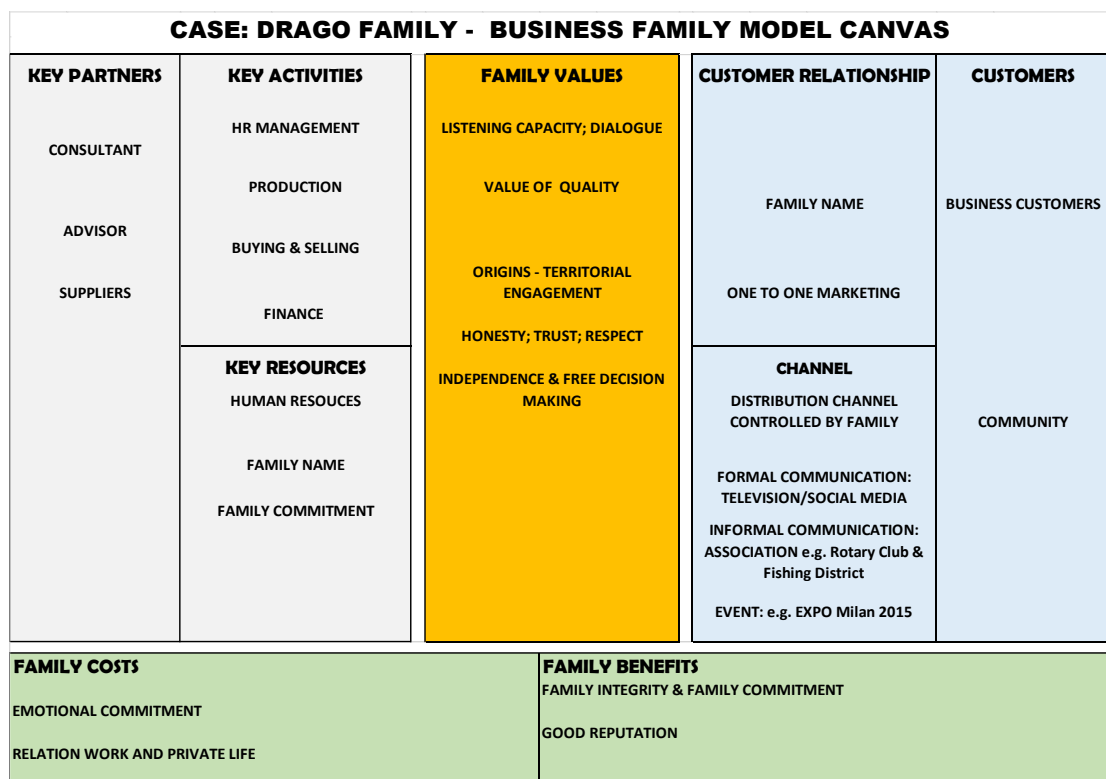 CASE: DRAGO FAMILY - BUSINESS FAMILY MODEL CANVAS
KEY PARTNERS
CONSULTANT
ADVISOR
SUPPLIERS
KEY ACTIVITIES
HR MANAGEMENT
PRODUCTION
BUYING & SELLING
FINANCE
KEY RESOURCES
HUMAN RESOUCES
FAMILY NAME
FAMILY COMMITMENT
FAMILY VALUES
LISTENING CAPACITY; DIALOGUE
VALUE OF QUALITY
ORIGINS - TERRITORIAL
ENGAGEMENT
HONESTY; TRUST; RESPECT
INDEPENDENCE & FREE DECISION
MAKING
CUSTOMER RELATIONSHIP
FAMILY NAME
ONE TO ONE MARKETING
CHANNEL
DISTRIBUTION CHANNEL
CONTROLLED BY FAMILY
FORMAL COMMUNICATION:
TELEVISION/SOCIAL MEDIA
INFORMAL COMMUNICATION:
ASSOCIATION e.g. Rotary Club &
Fishing District
EVENT: e.g. EXPO Milan 2015
CUSTOMERS
BUSINESS CUSTOMERS
COMMUNITY
FAMILY COSTS
EMOTIONAL COMMITMENT
RELATION WORK AND PRIVATE LIFE
FAMILY BENEFITS
FAMILY INTEGRITY & FAMILY COMMITMENT
GOOD REPUTATION